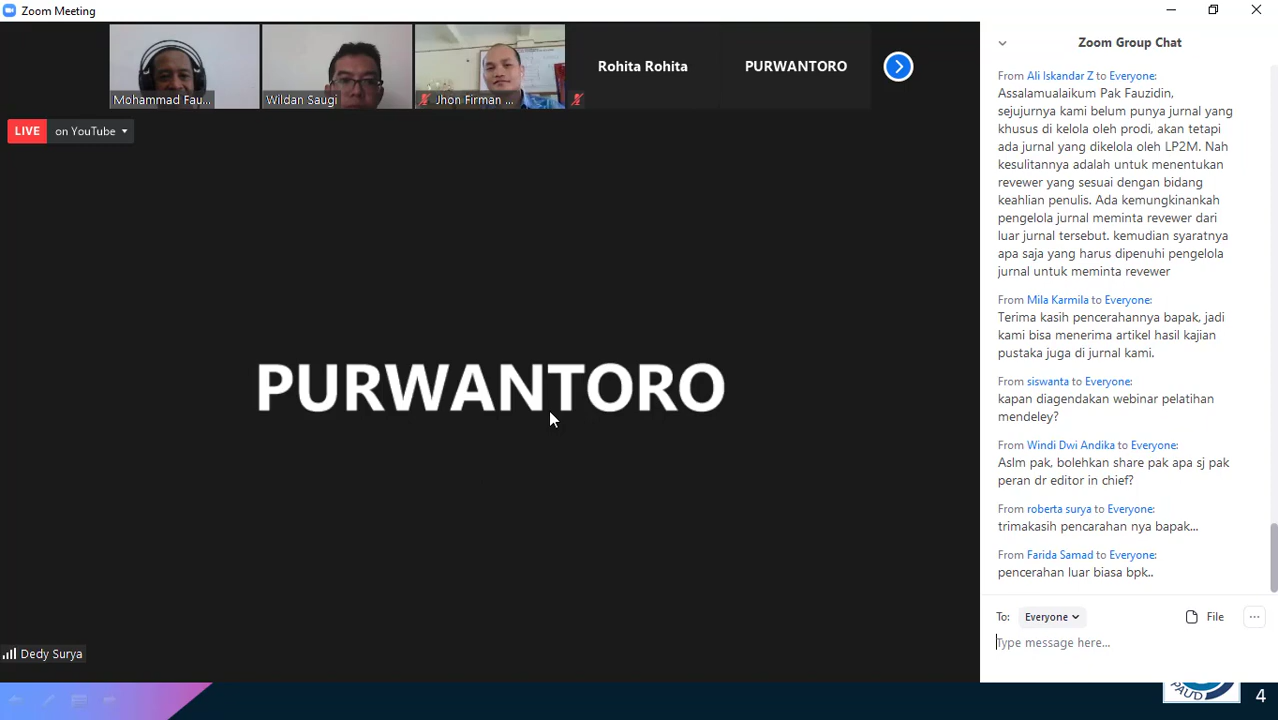 Zoom Meeting
Mohammad Fau...
Wildan Saugi
Jhon Firman ...
Rohita Rohita
PURWANTORO
LIVE on YouTube
PURWANTORO
Dedy Surya
Zoom Group Chat
From Ali Iskandar Z to Everyone:
Assalamualaikum Pak Fauzidin,
sejujurnya kami belum punya jurnal yang
khusus di kelola oleh prodi, akan tetapi
ada jurnal yang dikelola oleh LP2M. Nah
kesulitannya adalah untuk menentukan
revewer yang sesuai dengan bidang
keahlian penulis. Ada kemungkinankah
pengelola jurnal meminta revewer dari
luar jurnal tersebut. kemudian syaratnya
apa saja yang harus dipenuhi pengelola
jurnal untuk meminta revewer
From Mila Karmila to Everyone:
Terima kasih pencerahannya bapak, jadi
kami bisa menerima artikel hasil kajian
pustaka juga di jurnal kami.
From siswanta to Everyone:
kapan diagendakan webinar pelatihan
mendeley?
From Windi Dwi Andika to Everyone:
Aslm pak, bolehkan share pak apa sj pak
peran dr editor in chief?
From roberta surya to Everyone:
trimakasih pencarahan nya bapak...
From Farida Samad to Everyone:
pencerahan luar biasa bpk..
To: Everyone
File
Type message here...
PAUD
4